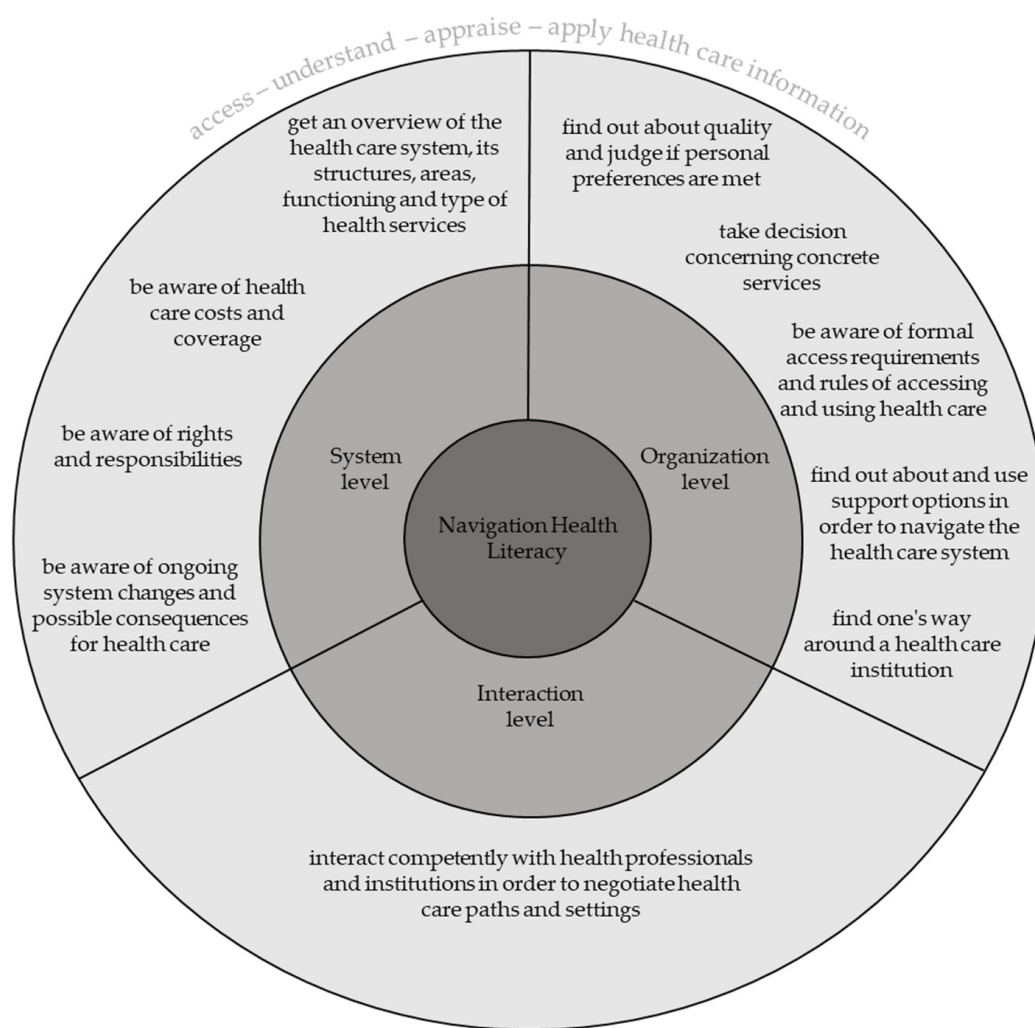 access – understand – appraise – apply health care information
get an overview of the
health care system, its
structures, areas,
functioning and type of
health services
be aware of health
care costs and
coverage
be aware of rights
and responsibilities
be aware of ongoing
system changes and
possible consequences
for health care
find out about quality
and judge if personal
preferences are met
take decision
concerning concrete
services
be aware of formal
access requirements
and rules of accessing
and using health care
find out about and use
support options in
order to navigate the
health care system
find one's way
around a health care
institution
System
level
Organization
level
Navigation Health
Literacy
Interaction
level
interact competently with health professionals
and institutions in order to negotiate health
care paths and settings